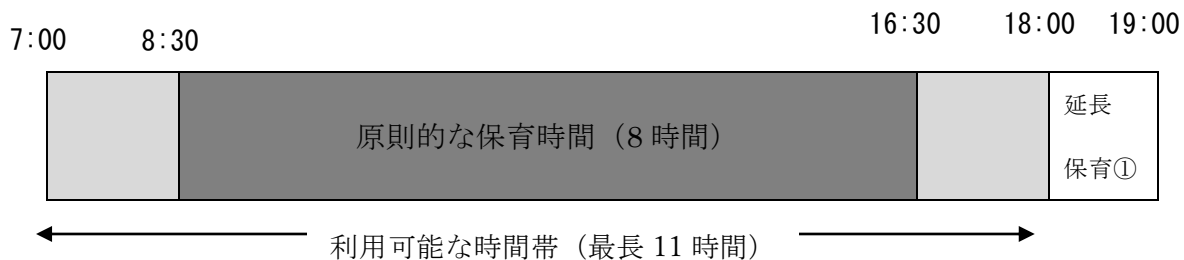 7:00 8:30 16:30 18:00 19:00
原則的な保育時間（8 時間）
延長
保育①
利用可能な時間帯（最長 11 時間）